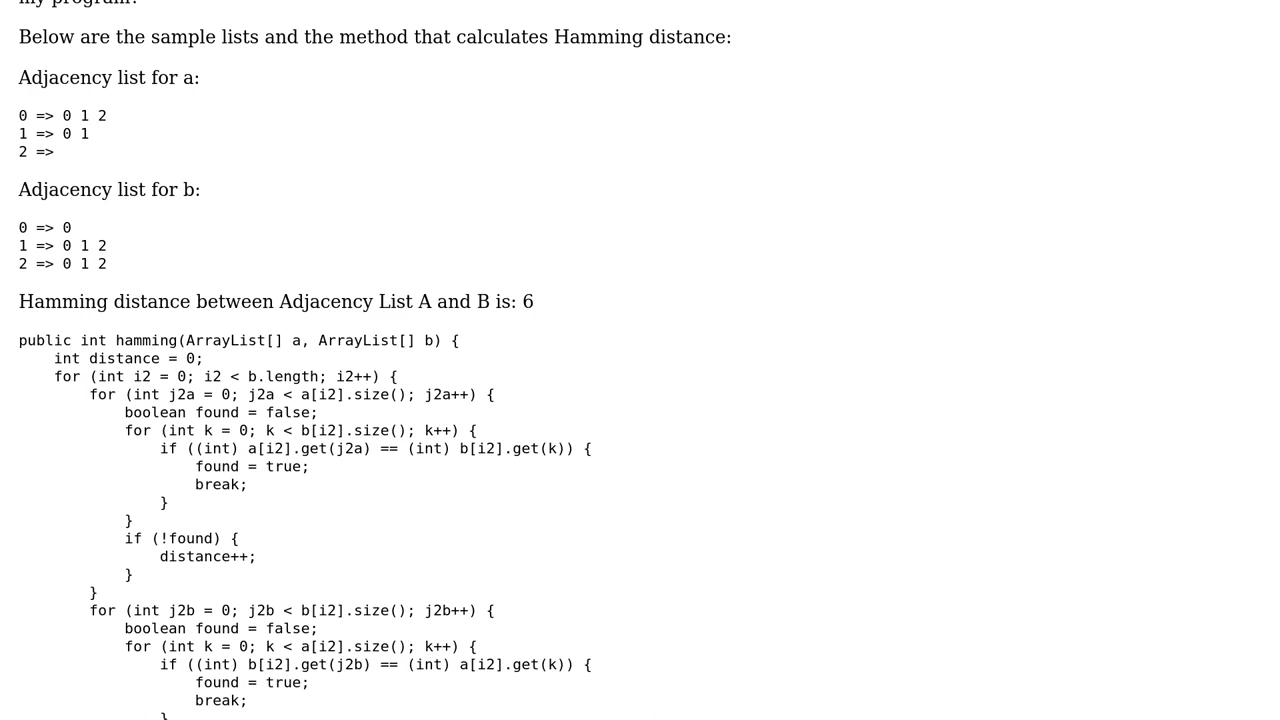 my program?
Below are the sample lists and the method that calculates Hamming distance:
Adjacency list for a:
0 => 0 1 2
1 => 0 1
2 =>
Adjacency list for b:
0 => 0
1 => 0 1 2
2 => 0 1 2
Hamming distance between Adjacency List A and B is: 6
public int hamming(ArrayList[] a, ArrayList[] b) {
    int distance = 0;
    for (int i2 = 0; i2 < b.length; i2++) {
        for (int j2a = 0; j2a < a[i2].size(); j2a++) {
            boolean found = false;
            for (int k = 0; k < b[i2].size(); k++) {
                if ((int) a[i2].get(j2a) == (int) b[i2].get(k)) {
                    found = true;
                    break;
                }
            }
            if (!found) {
                distance++;
            }
        }
        for (int j2b = 0; j2b < b[i2].size(); j2b++) {
            boolean found = false;
            for (int k = 0; k < a[i2].size(); k++) {
                if ((int) b[i2].get(j2b) == (int) a[i2].get(k)) {
                    found = true;
                    break;
                }